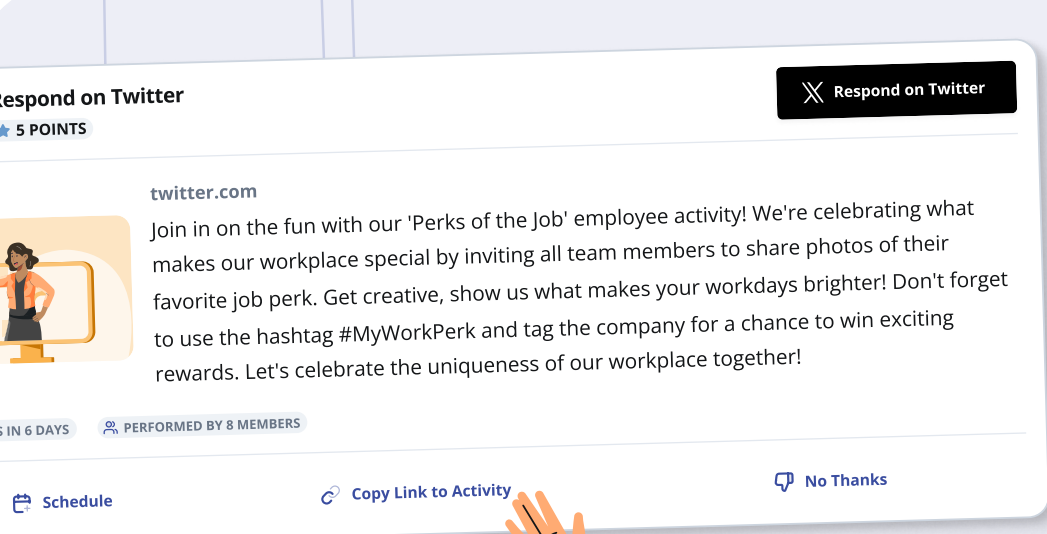 Respond on Twitter
Respond on Twitter
5 POINTS
twitter.com
Join in on the fun with our 'Perks of the Job' employee activity! We're celebrating what
makes our workplace special by inviting all team members to share photos of their
favorite job perk. Get creative, show us what makes your workdays brighter! Don't forget
to use the hashtag #MyWorkPerk and tag the company for a chance to win exciting
rewards. Let's celebrate the uniqueness of our workplace together!
IN 6 DAYS
PERFORMED BY 8 MEMBERS
Schedule
Copy Link to Activity
No Thanks